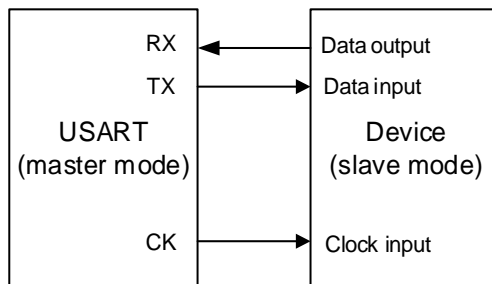 RX
Data output
TX
Data input
USART
(master mode)
Device
(slave mode)
CK
Clock input